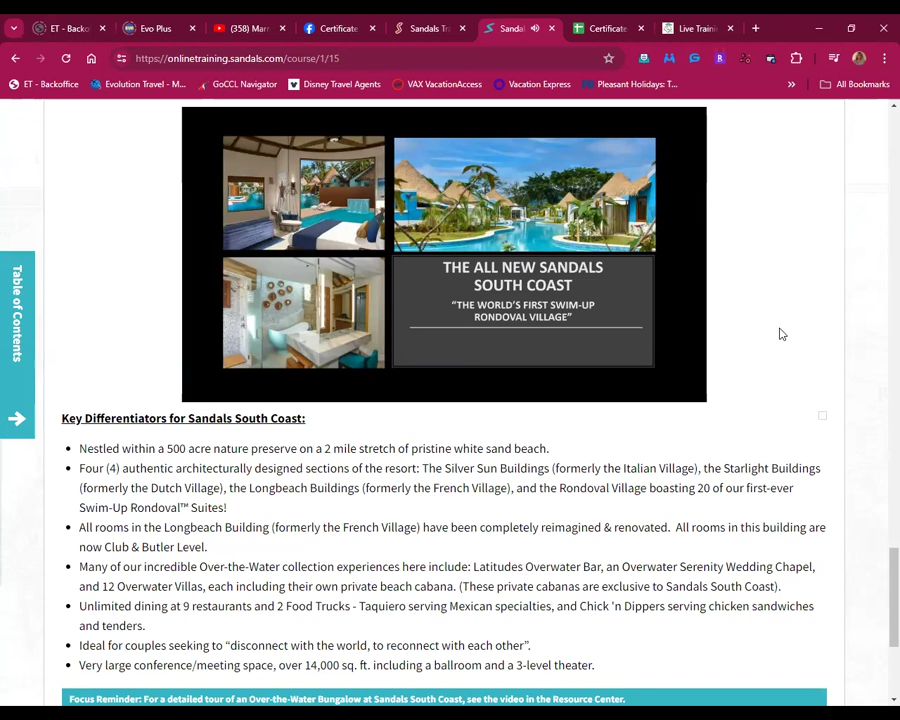 ET - Backo
Evo Plus
(358) Marr
Certificate
Sandals Tr
Sandal
Certificate
Live Traini
https://onlinetraining.sandals.com/course/1/15
ET - Backoffice
Evolution Travel - M...
GoCCL Navigator
Disney Travel Agents
VAX VacationAccess
Vacation Express
Pleasant Holidays: T...
»
All Bookmarks
Table of Contents
THE ALL NEW SANDALS
SOUTH COAST
"THE WORLD'S FIRST SWIM-UP
RONDOVAL VILLAGE"
Key Differentiators for Sandals South Coast:
• Nestled within a 500 acre nature preserve on a 2 mile stretch of pristine white sand beach.
• Four (4) authentic architecturally designed sections of the resort: The Silver Sun Buildings (formerly the Italian Village), the Starlight Buildings
(formerly the Dutch Village), the Longbeach Buildings (formerly the French Village), and the Rondoval Village boasting 20 of our first-ever
Swim-Up Rondoval™ Suites!
• All rooms in the Longbeach Building (formerly the French Village) have been completely reimagined & renovated. All rooms in this building are
now Club & Butler Level.
• Many of our incredible Over-the-Water collection experiences here include: Latitudes Overwater Bar, an Overwater Serenity Wedding Chapel,
and 12 Overwater Villas, each including their own private beach cabana. (These private cabanas are exclusive to Sandals South Coast).
• Unlimited dining at 9 restaurants and 2 Food Trucks - Taquiero serving Mexican specialties, and Chick 'n Dippers serving chicken sandwiches
and tenders.
• Ideal for couples seeking to "disconnect with the world, to reconnect with each other".
• Very large conference/meeting space, over 14,000 sq. ft. including a ballroom and a 3-level theater.
Focus Reminder: For a detailed tour of an Over-the-Water Bungalow at Sandals South Coast, see the video in the Resource Center.